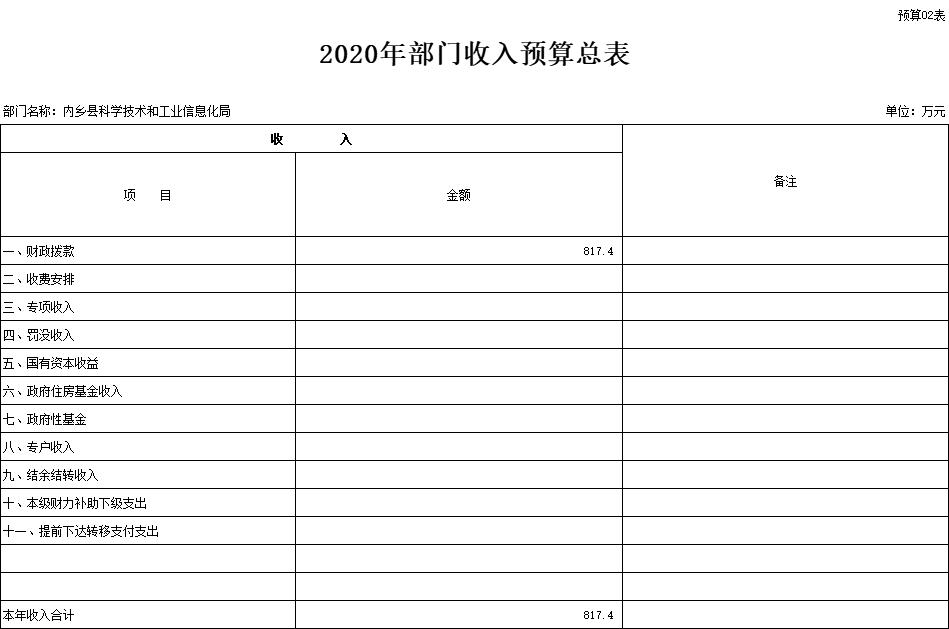 预算02表
2020年部门收入预算总表
部门名称：内乡县科学技术和工业信息化局 单位：万元
收 入
备注
项 目 金额
一、财政拨款 817.4
二、收费安排
三、专项收入
四、罚没收入
五、国有资本收益
六、政府住房基金收入
七、政府性基金
八、专户收入
九、结余结转收入
十、本级财力补助下级支出
十一、提前下达转移支付支出
本年收入合计 817.4